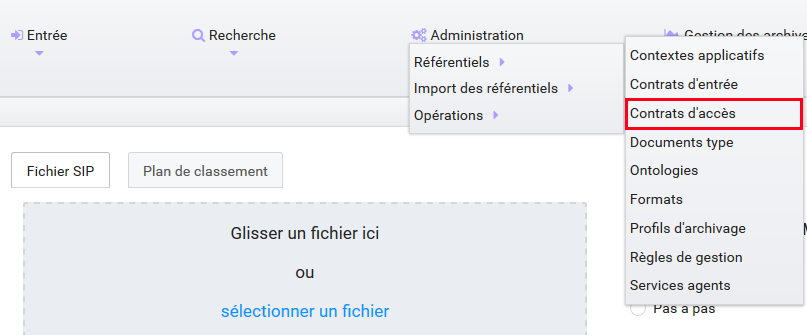 Entrée
Recherche
Administration
Gestion des archive
Référentiels
Import des référentiels
Opérations
Contextes applicatifs
Contrats d'entrée
Contrats d'accès
Documents type
Ontologies
Formats
Profils d'archivage
Règles de gestion
Services agents
Fichier SIP
Plan de classement
Glisser un fichier ici
ou
sélectionner un fichier
Pas à pas